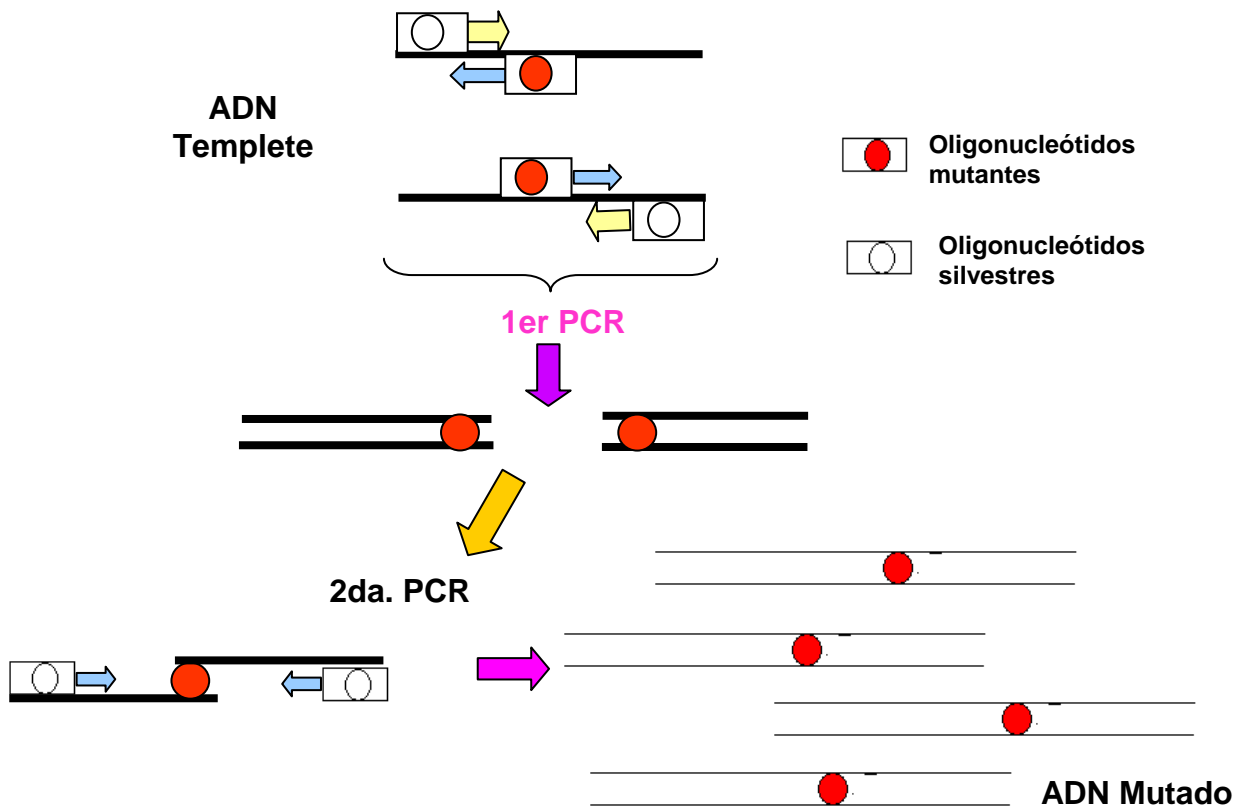 ADN
Templete
Oligonucleótidos
mutantes
Oligonucleótidos
silvestres
1er PCR
2da. PCR
ADN Mutado